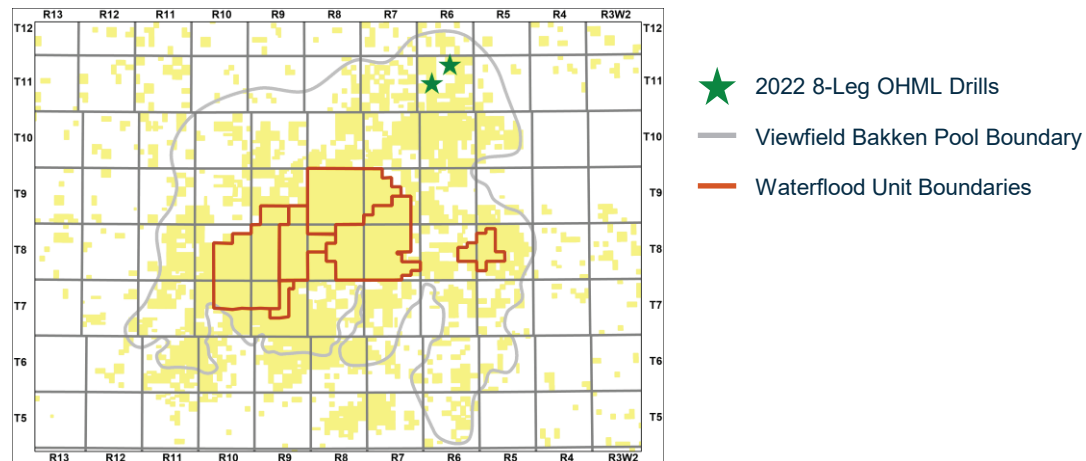 R13 R12 R11 R10 R9 R8 R7 R6 R5 R4 R3W2
T12 T12
T11 T11
T10 T10
T9 T9
T8 T8
T7 T7
T6 T6
T5 T5
R13 R12 R11 R10 R9 R8 R7 R6 R5 R4 R3W2
2022 8-Leg OHML Drills
Viewfield Bakken Pool Boundary
Waterflood Unit Boundaries